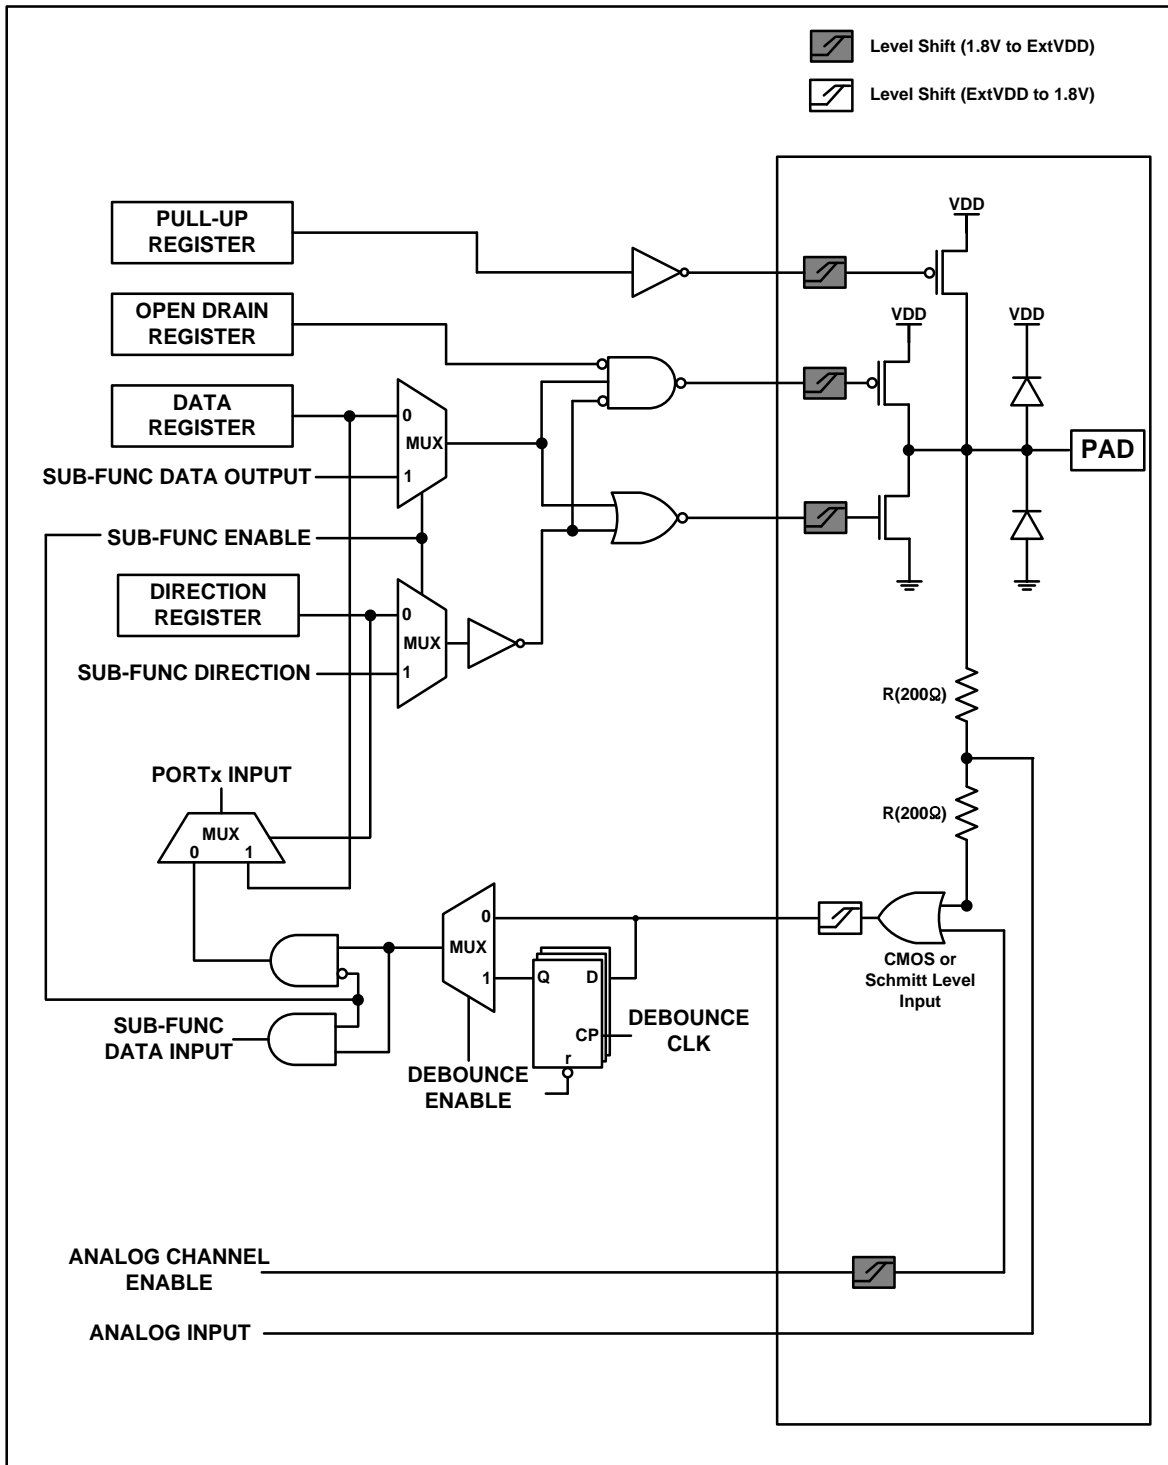 Level Shift (1.8V to ExtVDD)
Level Shift (ExtVDD to 1.8V)
VDD
PULL-UP
REGISTER
OPEN DRAIN
REGISTER
VDD
VDD
DATA
REGISTER
0
MUX
1
SUB-FUNC DATA OUTPUT
PAD
SUB-FUNC ENABLE
DIRECTION
REGISTER
0
MUX
1
SUB-FUNC DIRECTION
R(200Ω)
PORTx INPUT
MUX
0 1
R(200Ω)
0
MUX
1
Q D
CP
r
CMOS or
Schmitt Level
Input
SUB-FUNC
DATA INPUT
DEBOUNCE
CLK
DEBOUNCE
ENABLE
ANALOG CHANNEL
ENABLE
ANALOG INPUT